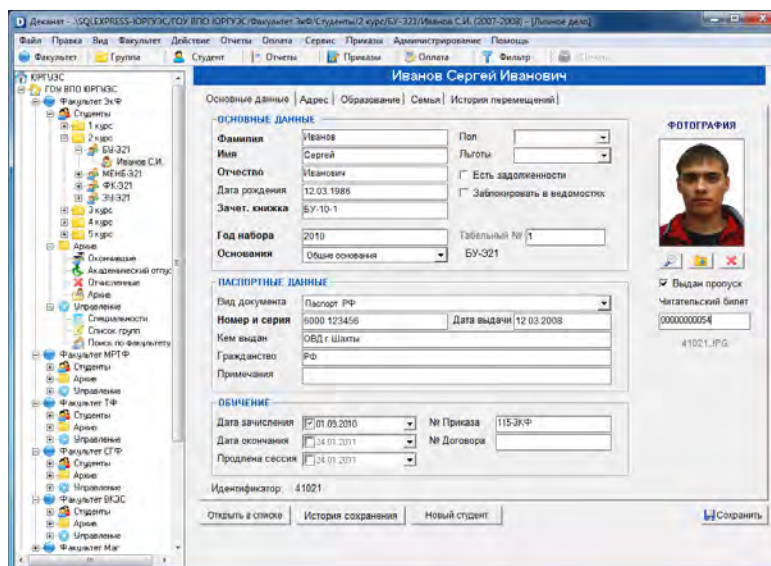 Деканат - .\SQLEXPRESS-ЮРГУЭС/ГОУ ВПО ЮРГУЭС/Факультет ЭкФ/Студенты/2 курс/БУ-321/Иванов С.И. (2007-2008) - [Личное дело]
Файл Правка Вид Факультет Действие Отчеты Оплата Сервис Приказы Администрирование Помощь
Факультет Группа Студент Отчеты Приказы Оплата Фильтр Печать
ЮРГУЭС
ГОУ ВПО ЮРГУЭС
Факультет ЭкФ
Студенты
1 курс
2 курс
БУ-321
Иванов С.И.
МЕНБ-321
ФК-321
ЭУ-321
3 курс
4 курс
5 курс
Архив
Окончившие
Академический отпус
Отчисленные
Архив
Управление
Специальности
Список групп
Поиск по факультету
Факультет МРТФ
Студенты
Архив
Управление
Факультет ТФ
Студенты
Архив
Управление
Факультет СГФ
Студенты
Архив
Управление
Факультет ВКЭС
Студенты
Архив
Управление
Факультет Маг
Иванов Сергей Иванович
Основные данные Адрес Образование Семья История перемещений
ОСНОВНЫЕ ДАННЫЕ
Фамилия Иванов Пол
Имя Сергей Льготы
Отчество Иванович Есть задолженности
Дата рождения 12.03.1986 Заблокировать в ведомостях
Зачет. книжка БУ-10-1
Год набора 2010 Табельный № 1
Основания Общие основания БУ-321
ПАСПОРТНЫЕ ДАННЫЕ
Вид документа Паспорт РФ
Номер и серия 6000 123456 Дата выдачи 12.03.2008
Кем выдан ОВД г.Шахты
Гражданство РФ
Примечания
ОБУЧЕНИЕ
Дата зачисления 01.09.2010 № Приказа 115-ЭКФ
Дата окончания 24.01.2011 № Договора
Продлена сессия 24.01.2011
Идентификатор: 41021
Открыть в списке История сохранения Новый студент Сохранить
ФОТОГРАФИЯ
Выдан пропуск
Читательский билет
00000000054
41021.JPG